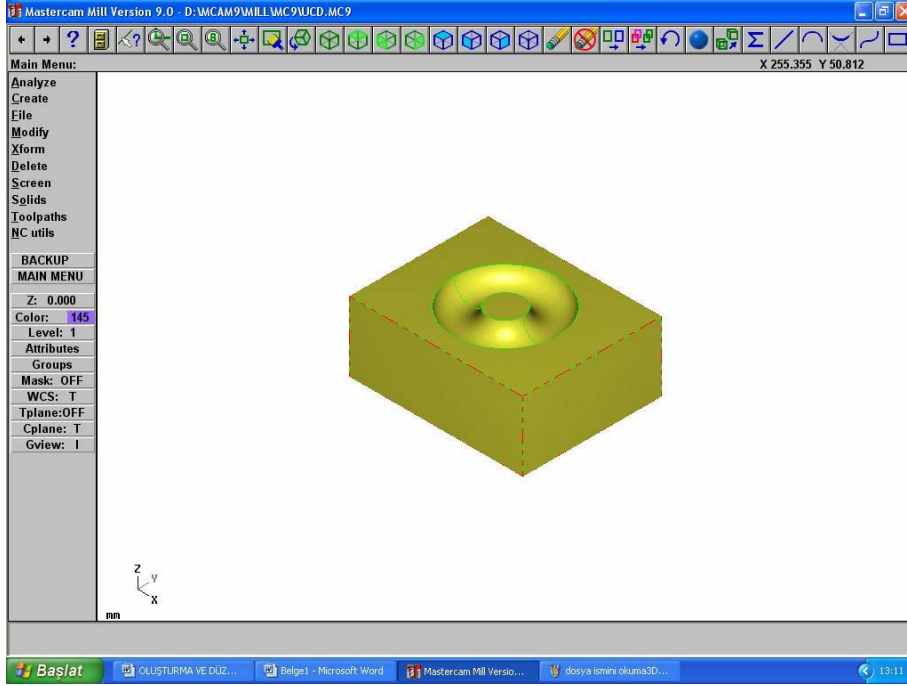 Mastercam Mill Version 9.0 - D:\MCAM9\MILL\MC9\UCD.MC9
Main Menu:
X 255.355 Y 50.812
Analyze
Create
File
Modify
Xform
Delete
Screen
Solids
Toolpaths
NC utils
BACKUP
MAIN MENU
Z: 0.000
Color: 145
Level: 1
Attributes
Groups
Mask: OFF
WCS: T
Tplane:OFF
Cplane: T
Gview: I
Z
Y
X
mm
Başlat
OLUŞTURMA VE DÜZ...
Belge1 - Microsoft Word
Mastercam Mill Versio...
dosya ismini okuma3D...
13:11